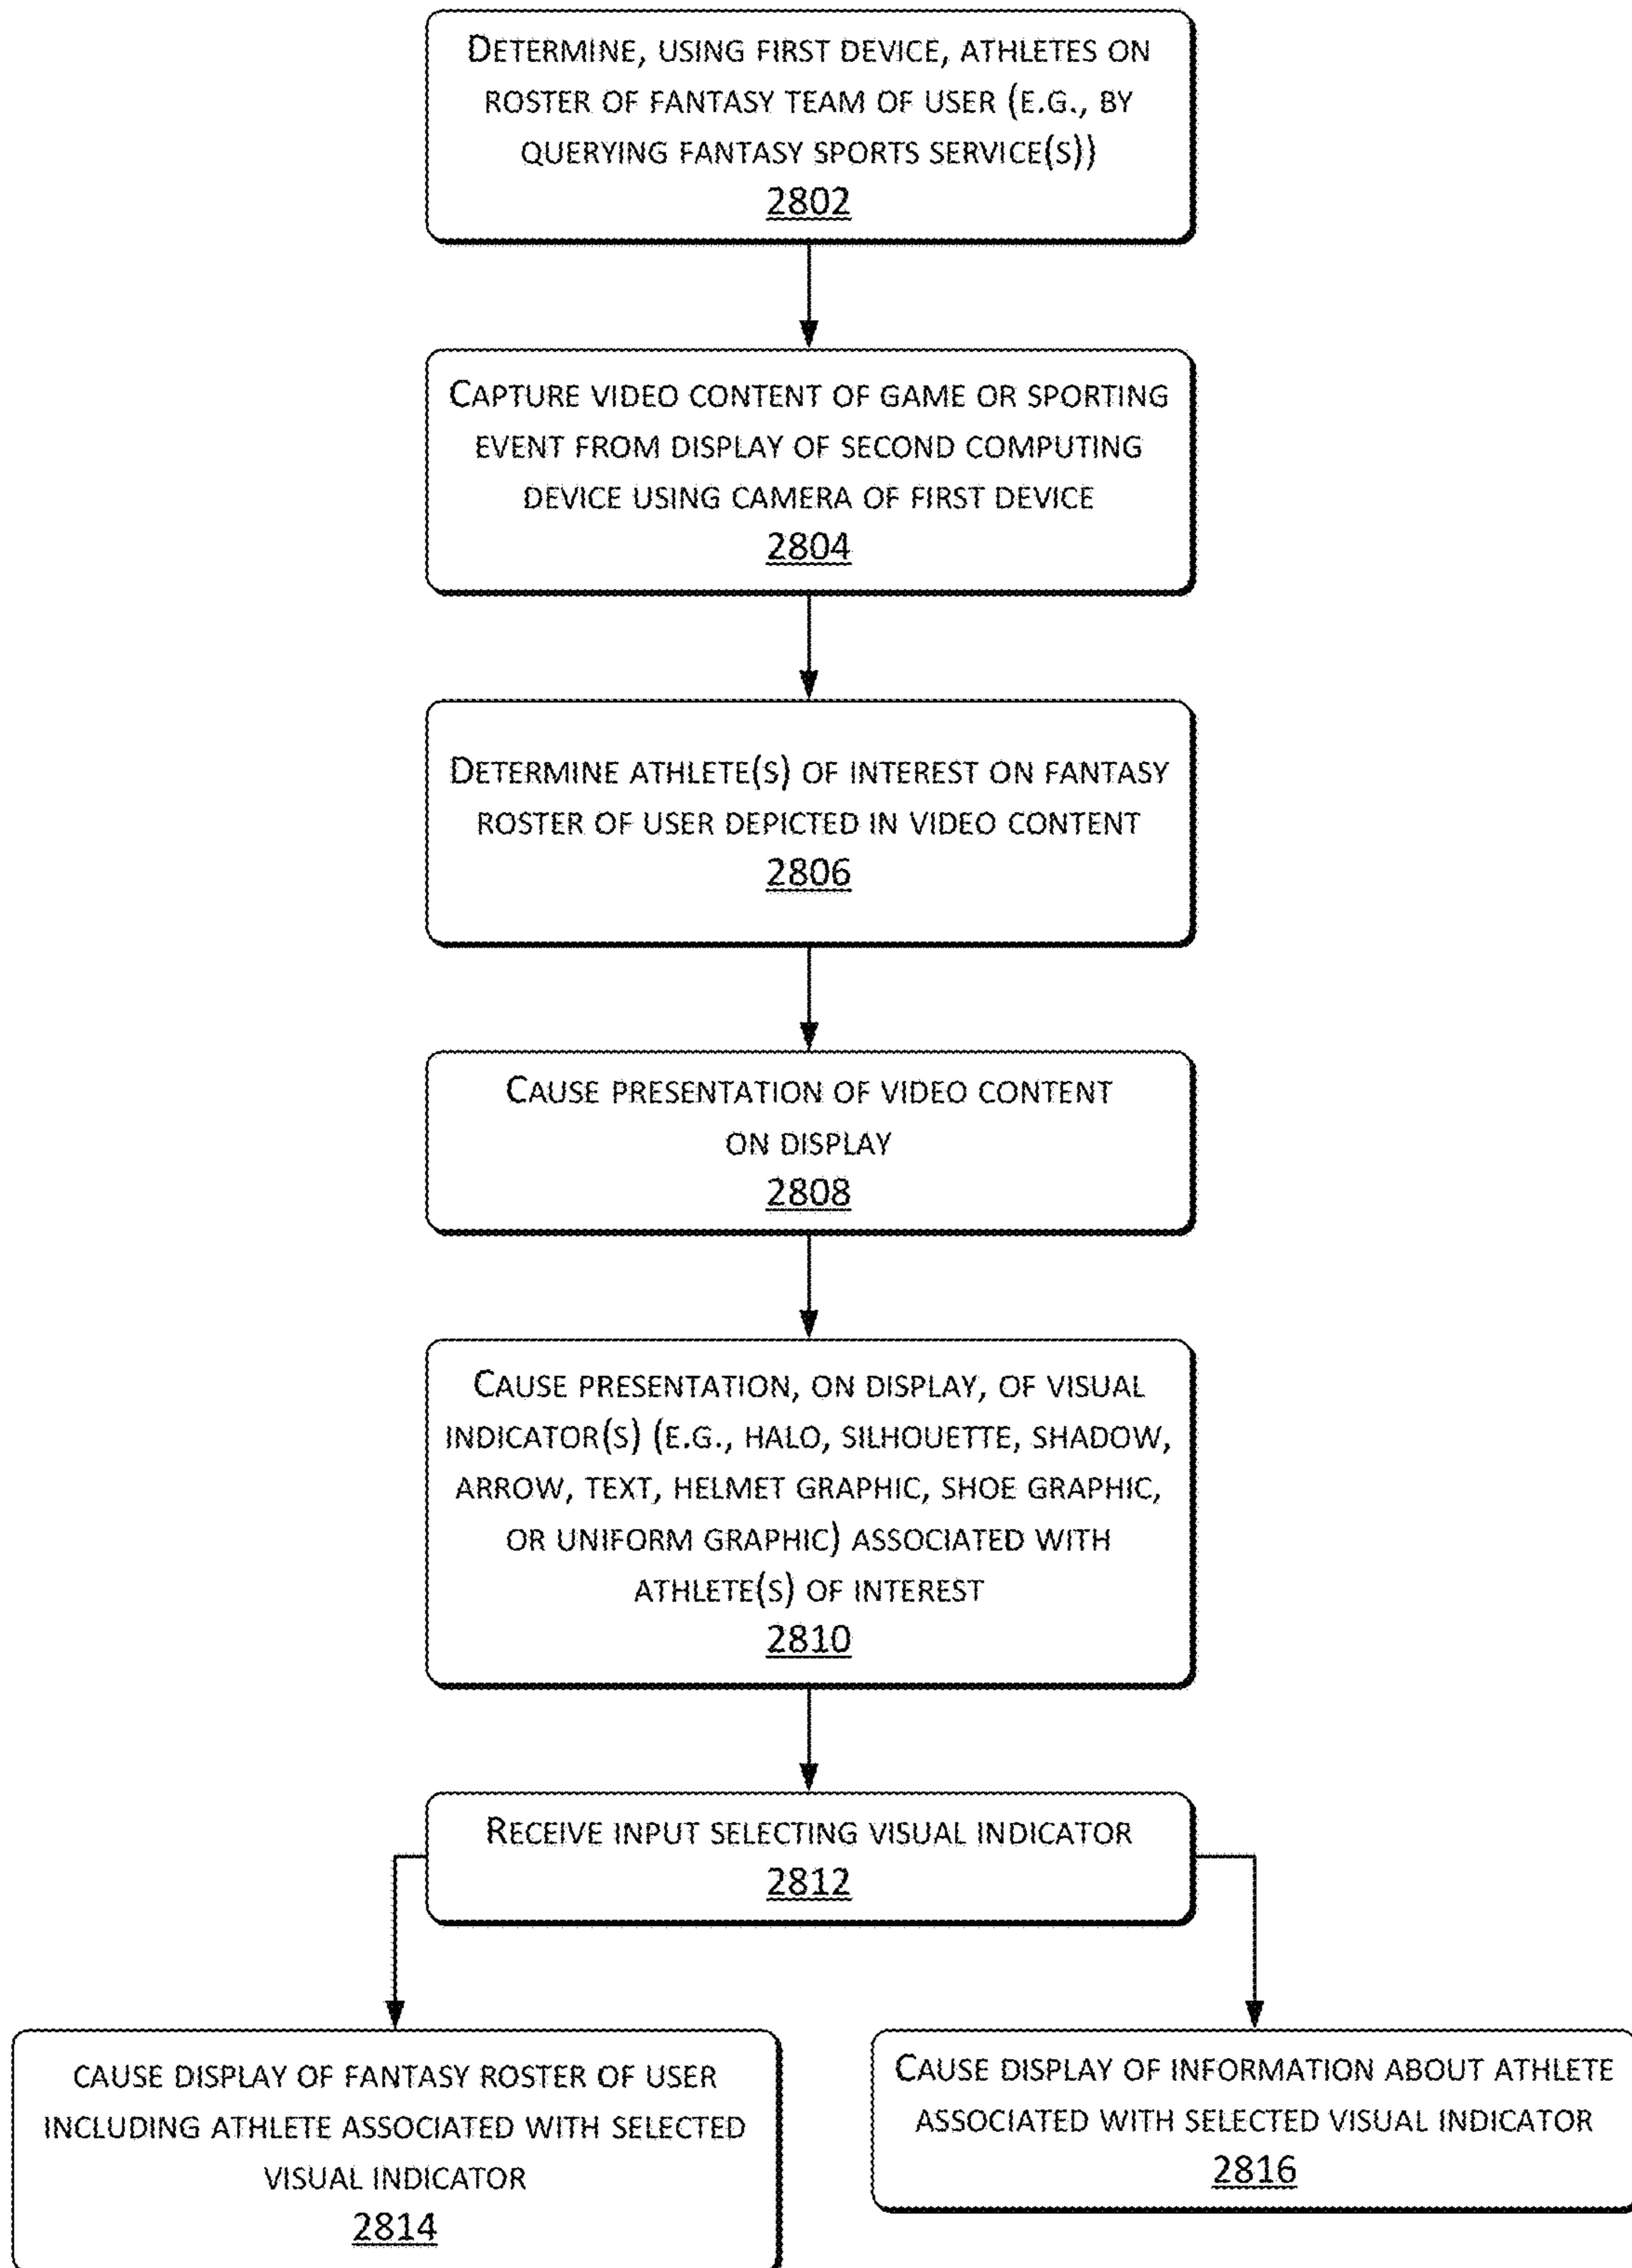 DETERMINE, USING FIRST DEVICE, ATHLETES ON
ROSTER OF FANTASY TEAM OF USER (E.G., BY
QUERYING FANTASY SPORTS SERVICE(S))
2802
CAPTURE VIDEO CONTENT OF GAME OR SPORTING
EVENT FROM DISPLAY OF SECOND COMPUTING
DEVICE USING CAMERA OF FIRST DEVICE
2804
DETERMINE ATHLETE(S) OF INTEREST ON FANTASY
ROSTER OF USER DEPICTED IN VIDEO CONTENT
2806
CAUSE PRESENTATION OF VIDEO CONTENT
ON DISPLAY
2808
CAUSE PRESENTATION, ON DISPLAY, OF VISUAL
INDICATOR(S) (E.G., HALO, SILHOUETTE, SHADOW,
ARROW, TEXT, HELMET GRAPHIC, SHOE GRAPHIC,
OR UNIFORM GRAPHIC) ASSOCIATED WITH
ATHLETE(S) OF INTEREST
2810
RECEIVE INPUT SELECTING VISUAL INDICATOR
2812
CAUSE DISPLAY OF FANTASY ROSTER OF USER
INCLUDING ATHLETE ASSOCIATED WITH SELECTED
VISUAL INDICATOR
2814
CAUSE DISPLAY OF INFORMATION ABOUT ATHLETE
ASSOCIATED WITH SELECTED VISUAL INDICATOR
2816